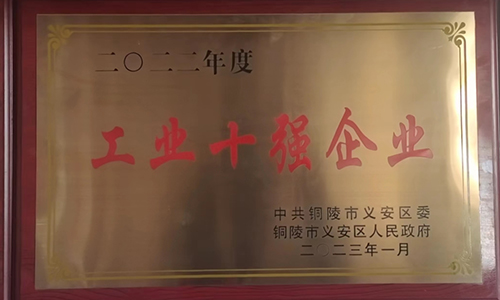 二〇二二年度
工业十强企业
中共铜陵市义安区委
铜陵市义安区人民政府
二〇二三年一月